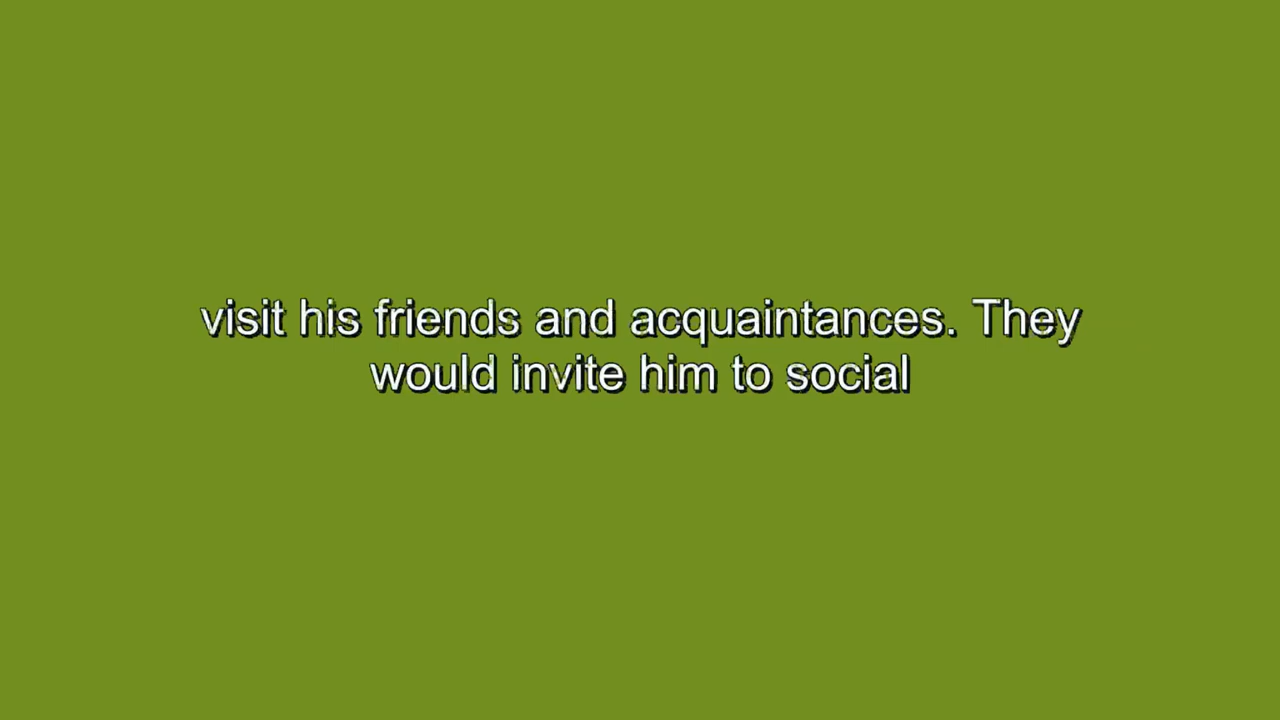 visit his friends and acquaintances. They
would invite him to social